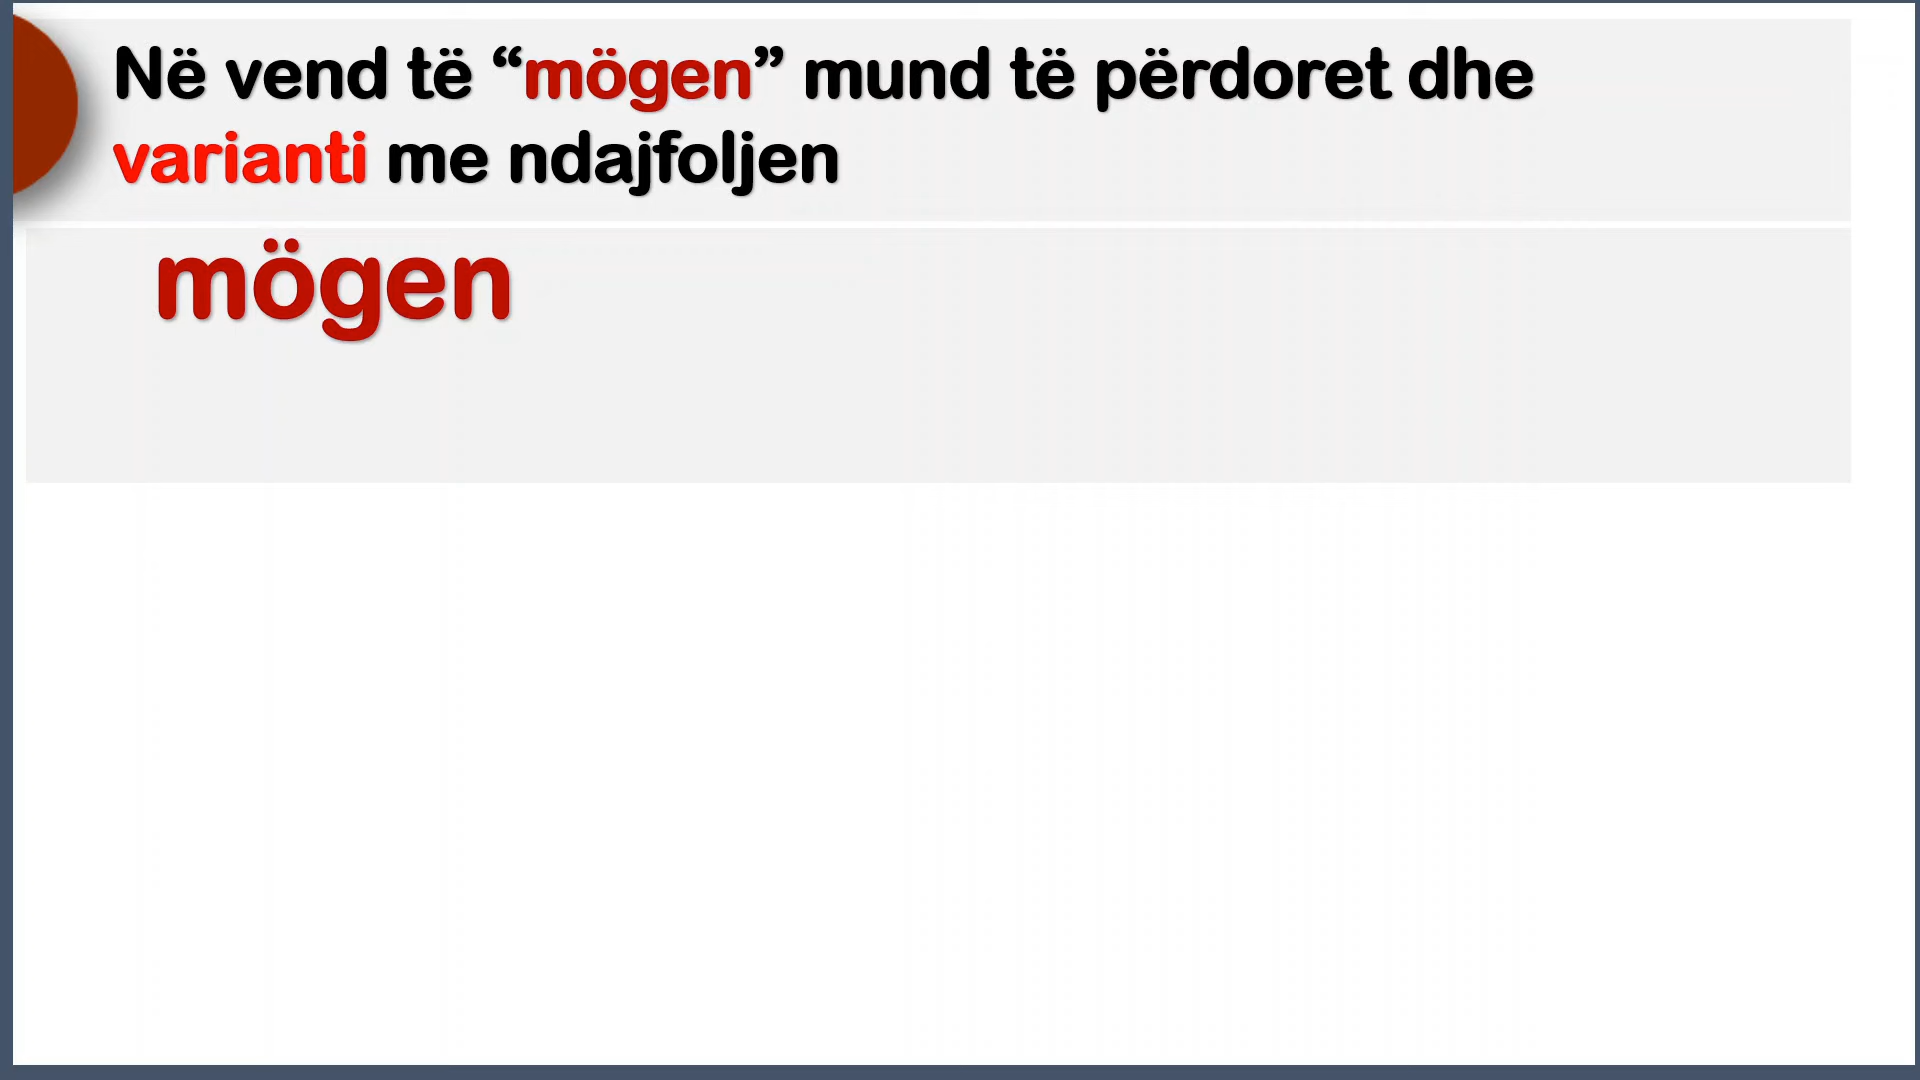 Në vend të “mögen” mund të përdoret dhe
varianti me ndajfoljen
mögen